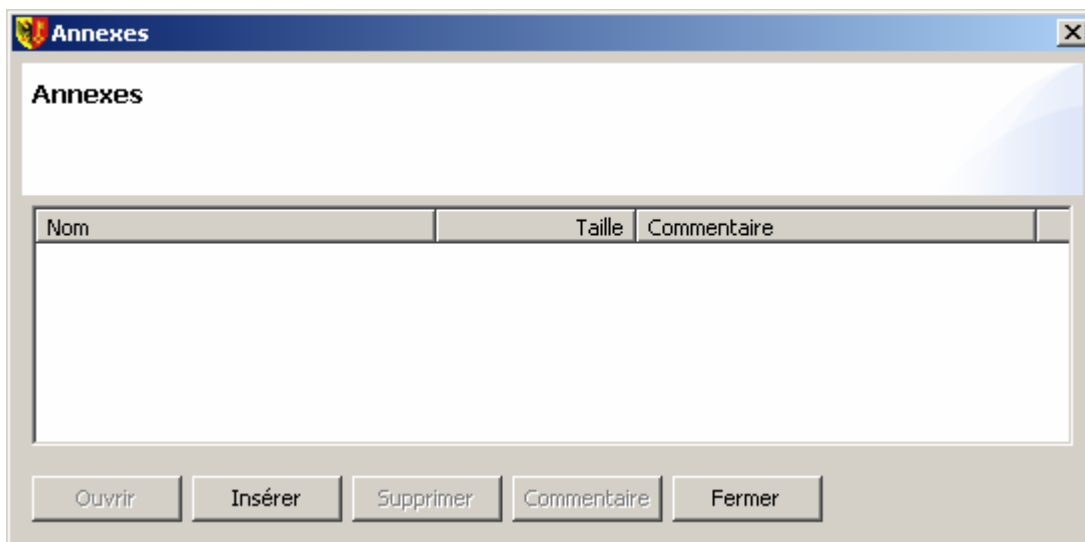 Annexes
Annexes
Nom Taille Commentaire
Ouvrir Insérer Supprimer Commentaire Fermer